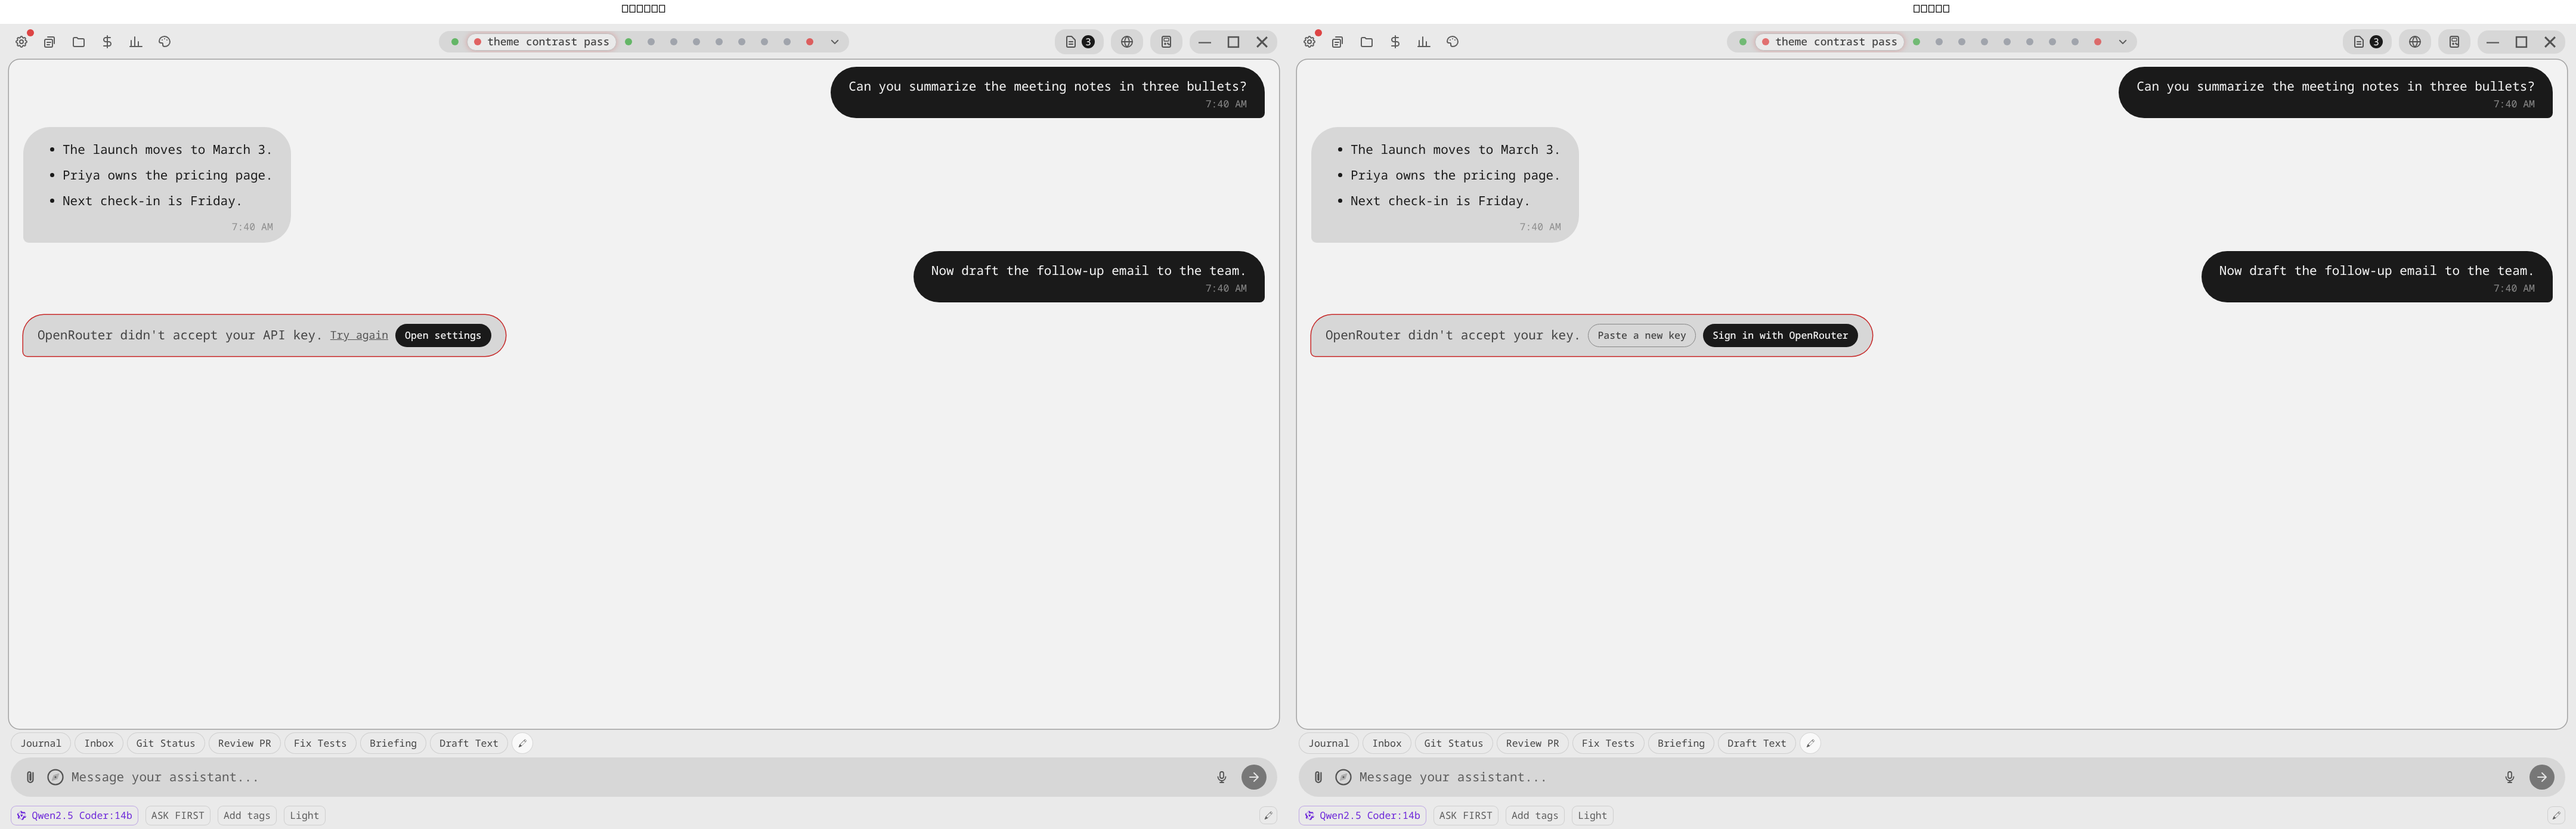 theme contrast pass
3
Can you summarize the meeting notes in three bullets?
7:40 AM
• The launch moves to March 3.
• Priya owns the pricing page.
• Next check-in is Friday.
7:40 AM
Now draft the follow-up email to the team.
7:40 AM
OpenRouter didn't accept your API key. Try again Open settings
Journal Inbox Git Status Review PR Fix Tests Briefing Draft Text
Message your assistant...
Qwen2.5 Coder:14b ASK FIRST Add tags Light
theme contrast pass
3
Can you summarize the meeting notes in three bullets?
7:40 AM
• The launch moves to March 3.
• Priya owns the pricing page.
• Next check-in is Friday.
7:40 AM
Now draft the follow-up email to the team.
7:40 AM
OpenRouter didn't accept your key. Paste a new key Sign in with OpenRouter
Journal Inbox Git Status Review PR Fix Tests Briefing Draft Text
Message your assistant...
Qwen2.5 Coder:14b ASK FIRST Add tags Light